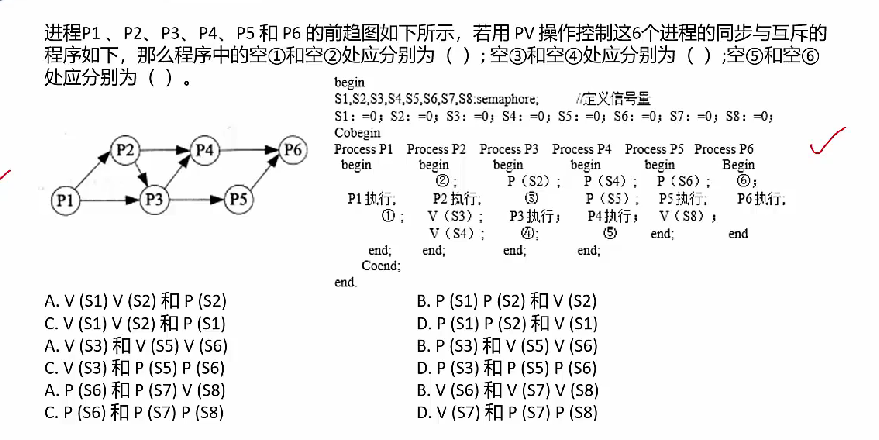 进程P1 、P2、P3、P4、P5 和 P6 的前趋图如下所示，若用 PV 操作控制这6个进程的同步与互斥的
程序如下，那么程序中的空①和空②处应分别为（ ）; 空③和空④处应分别为（ ）;空⑤和空⑥
处应分别为（ ）。
begin
S1,S2,S3,S4,S5,S6,S7,S8:semaphore; //定义信号量
S1：=0；S2：=0；S3：=0；S4：=0；S5：=0；S6：=0；S7：=0；S8：=0；
Cobegin
Process P1 Process P2 Process P3 Process P4 Process P5 Process P6
begin begin begin begin begin Begin
②； P（S2）； P（S4）； P（S6）； ⑥；
P1执行； P2执行； ③ P（S5）； P5执行； P6执行；
①； V（S3）； P3执行； P4执行； V（S8）；
V（S4）； ④； ⑤ end； end
end； end； end； end；
Coend；
end.
P2 P4 P6
P1 P3 P5
A. V (S1) V (S2) 和 P (S2) B. P (S1) P (S2) 和 V (S2)
C. V (S1) V (S2) 和 P (S1) D. P (S1) P (S2) 和 V (S1)
A. V (S3) 和 V (S5) V (S6) B. P (S3) 和 V (S5) V (S6)
C. V (S3) 和 P (S5) P (S6) D. P (S3) 和 P (S5) P (S6)
A. P (S6) 和 P (S7) V (S8) B. V (S6) 和 V (S7) V (S8)
C. P (S6) 和 P (S7) P (S8) D. V (S7) 和 P (S7) P (S8)